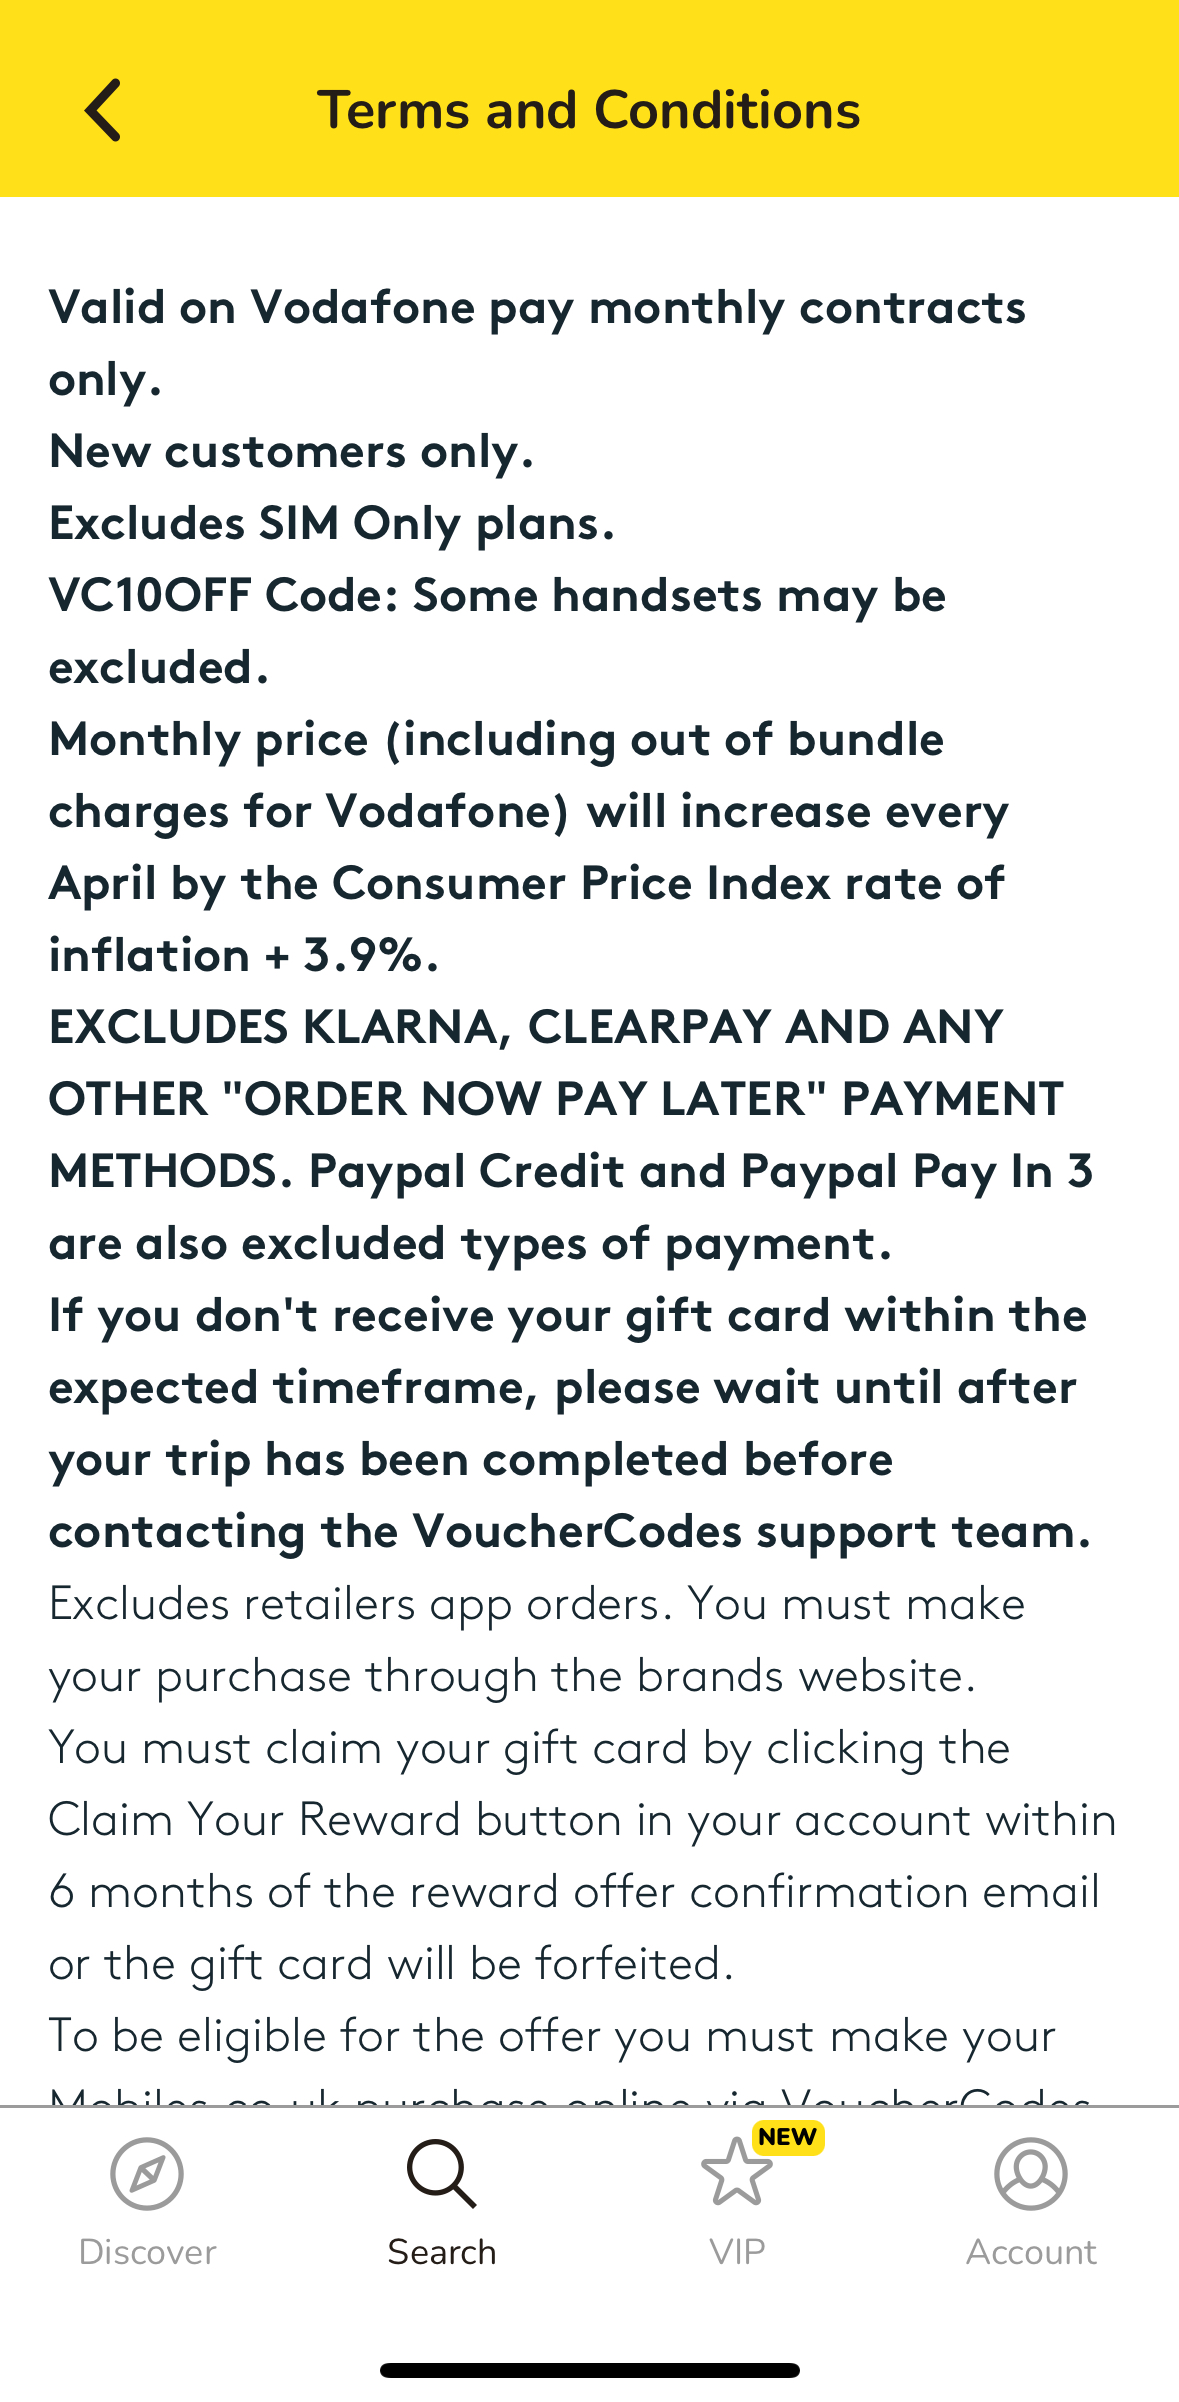 Terms and Conditions
Valid on Vodafone pay monthly contracts
only.
New customers only.
Excludes SIM Only plans.
VC10OFF Code: Some handsets may be
excluded.
Monthly price (including out of bundle
charges for Vodafone) will increase every
April by the Consumer Price Index rate of
inflation + 3.9%.
EXCLUDES KLARNA, CLEARPAY AND ANY
OTHER "ORDER NOW PAY LATER" PAYMENT
METHODS. Paypal Credit and Paypal Pay In 3
are also excluded types of payment.
If you don't receive your gift card within the
expected timeframe, please wait until after
your trip has been completed before
contacting the VoucherCodes support team.
Excludes retailers app orders. You must make
your purchase through the brands website.
You must claim your gift card by clicking the
Claim Your Reward button in your account within
6 months of the reward offer confirmation email
or the gift card will be forfeited.
To be eligible for the offer you must make your
Mobiles.co.uk purchase online via VoucherCodes
NEW
Discover
Search
VIP
Account